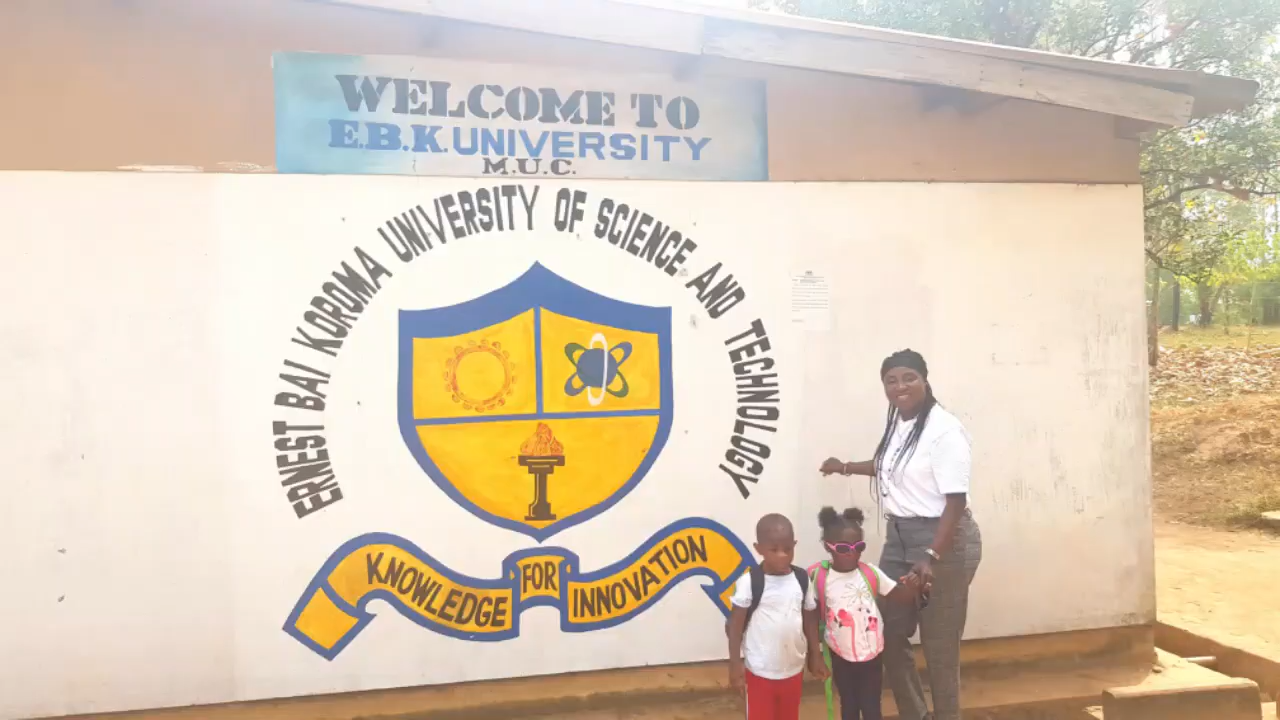 WELCOME TO
E.B.K. UNIVERSITY
M.U.C.
ERNEST BAI KOROMA UNIVERSITY OF SCIENCE AND TECHNOLOGY
KNOWLEDGE FOR INNOVATION